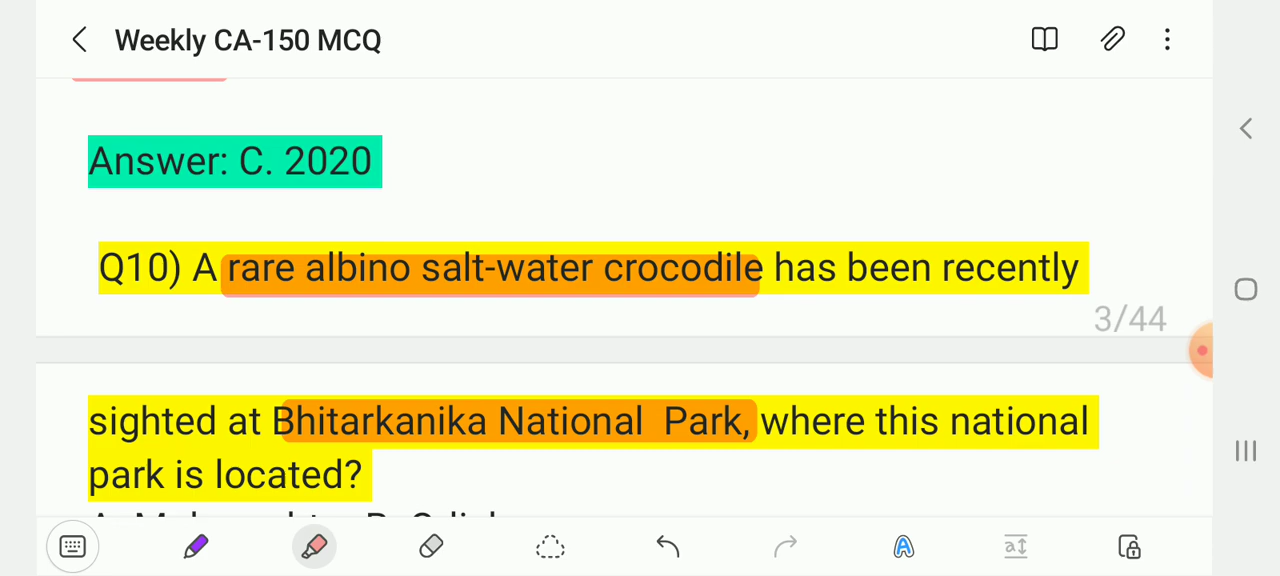 Weekly CA-150 MCQ
Answer: C. 2020
Q10) A rare albino salt-water crocodile has been recently
3/44
sighted at Bhitarkanika National Park, where this national
park is located?